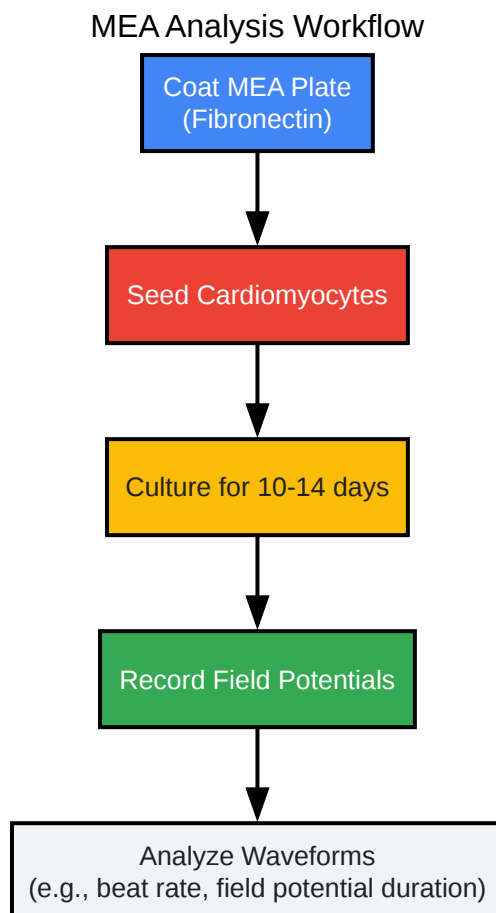 MEA Analysis Workflow
Coat MEA Plate
(Fibronectin)
Seed Cardiomyocytes
Culture for 10-14 days
Record Field Potentials
Analyze Waveforms
(e.g., beat rate, field potential duration)